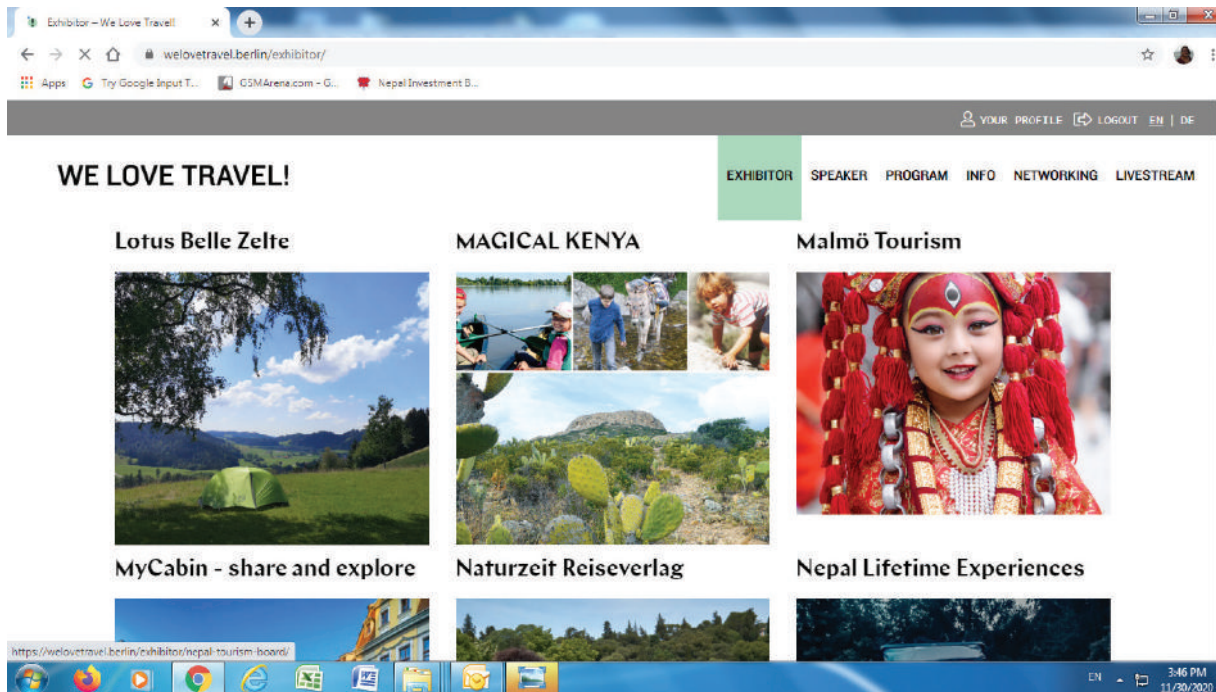 Exhibitor – We Love Travel!
welovetravel.berlin/exhibitor/
Apps Try Google Input T... GSMArena.com - G... Nepal Investment B...
YOUR PROFILE LOGOUT EN | DE
WE LOVE TRAVEL!
EXHIBITOR SPEAKER PROGRAM INFO NETWORKING LIVESTREAM
Lotus Belle Zelte MAGICAL KENYA Malmö Tourism
MyCabin - share and explore Naturzeit Reiseverlag Nepal Lifetime Experiences
https://welovetravel.berlin/exhibitor/nepal-tourism-board/
EN 3:46 PM
11/30/2020